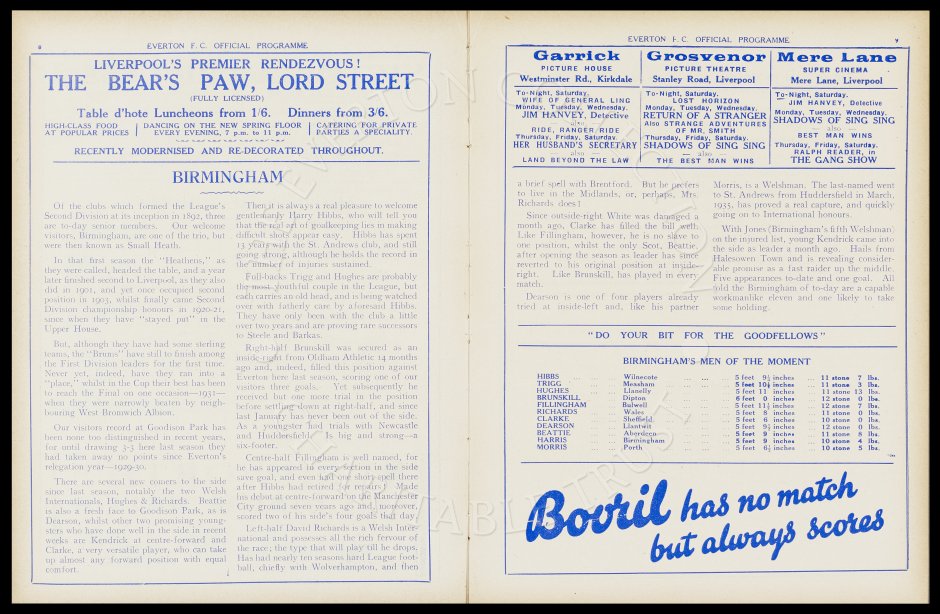 8
EVERTON F. C. OFFICIAL PROGRAMME
LIVERPOOL'S PREMIER RENDEZVOUS!
THE BEAR'S PAW, LORD STREET
(FULLY LICENSED)
Table d'hote Luncheons from 1/6. Dinners from 3/6.
HIGH-CLASS FOOD
AT POPULAR PRICES
DANCING ON THE NEW SPRING FLOOR
EVERY EVENING, 7 p.m. to 11 p.m.
CATERING FOR PRIVATE
PARTIES A SPECIALITY.
RECENTLY MODERNISED AND RE-DECORATED THROUGHOUT.
BIRMINGHAM
Of the clubs which formed the League's
Second Division at its inception in 1892, three
are to-day senior members. Our welcome
visitors, Birmingham, are one of the trio, but
were then known as Small Heath.
In that first season the "Heathens," as
they were called, headed the table, and a year
later finished second to Liverpool, as they also
did in 1901, and yet once occupied second
position in 1903, whilst finally came Second
Division championship honours in 1920-21,
since when they have "stayed put" in the
Upper House.
But, although they have had some sterling
teams, the "Brums" have still to finish among
the First Division leaders for the first time.
Never yet, indeed, have they ran into a
"place," whilst in the Cup their best has been
to reach the Final on one occasion—1931—
when they were narrowly beaten by neigh-
bouring West Bromwich Albion.
Our visitors record at Goodison Park has
been none too distinguished in recent years,
for until drawing 3-3 here last season they
had taken away no points since Everton's
relegation year—1929-30.
There are several new comers to the side
since last season, notably the two Welsh
Internationals, Hughes & Richards. Beattie
is also a fresh face to Goodison Park, as is
Dearson, whilst other two promising young-
sters who have done well in the side in recent
weeks are Kendrick at centre-forward and
Clarke, a very versatile player, who can take
up almost any forward position with equal
comfort.
Then it is always a real pleasure to welcome
gentlemanly Harry Hibbs, who will tell you
that the real art of goalkeeping lies in making
difficult shots appear easy. Hibbs has spent
13 years with the St. Andrews club, and still
going strong, although he holds the record in
the number of injuries sustained.
Full-backs Trigg and Hughes are probably
the most youthful couple in the League, but
each carries an old head, and is being watched
over with fatherly care by aforesaid Hibbs.
They have only been with the club a little
over two years and are proving rare successors
to Steele and Barkas.
Right-half Brunskill was secured as an
inside-right from Oldham Athletic 14 months
ago and, indeed, filled this position against
Everton here last season, scoring one of our
visitors three goals. Yet subsequently he
received but one more trial in the position
before settling down at right-half, and since
last January has never been out of the side.
As a youngster had trials with Newcastle
and Huddersfield. Is big and strong—a
six-footer.
Centre-half Fillingham is well named, for
he has appeared in every section in the side
save goal, and even had a short spell there
after Hibbs had retired for repairs! Made
his debut at centre-forward on the Manchester
City ground seven years ago and, moreover,
scored two of his side's four goals that day.
Left-half David Richards is a Welsh Inter-
national and possesses all the rich fervour of
the race; the type that will play till he drops.
Has had nearly ten seasons hard League foot-
ball, chiefly with Wolverhampton, and then
EVERTON F. C. OFFICIAL PROGRAMME
9
Garrick
PICTURE HOUSE
Westminster Rd., Kirkdale
To-Night, Saturday.
WIFE OF GENERAL LING
Monday, Tuesday, Wednesday.
JIM HANVEY, Detective
also
RIDE, RANGER RIDE
Thursday, Friday, Saturday.
HER HUSBAND'S SECRETARY
also
LAND BEYOND THE LAW
Grosvenor
PICTURE THEATRE
Stanley Road, Liverpool
To-Night, Saturday.
LOST HORIZON
Monday, Tuesday, Wednesday.
RETURN OF A STRANGER
Also STRANGE ADVENTURES
OF MR. SMITH
Thursday, Friday, Saturday.
SHADOWS OF SING SING
— also —
THE BEST MAN WINS
Mere Lane
SUPER CINEMA
Mere Lane, Liverpool
To-Night, Saturday.
JIM HANVEY, Detective
Monday, Tuesday, Wednesday.
SHADOWS OF SING SING
— also —
BEST MAN WINS
Thursday, Friday, Saturday.
RALPH READER, in
THE GANG SHOW
a brief spell with Brentford. But he prefers
to live in the Midlands, or, perhaps, Mrs.
Richards does!
Since outside-right White was damaged a
month ago, Clarke has filled the bill well.
Like Fillingham, however, he is no slave to
one position, whilst the only Scot, Beattie,
after opening the season as leader has since
reverted to his original position at inside-
right. Like Brunskill, has played in every
match.
Dearson is one of four players already
tried at inside-left and, like his partner
Morris, is a Welshman. The last-named went
to St. Andrews from Huddersfield in March,
1935, has proved a real capture, and quickly
going on to International honours.
With Jones (Birmingham's fifth Welshman)
on the injured list, young Kendrick came into
the side as leader a month ago. Hails from
Halesowen Town and is revealing consider-
able promise as a fast raider up the middle.
Five appearances to-date and one goal. All
told the Birmingham of to-day are a capable
workmanlike eleven and one likely to take
some holding.
"DO YOUR BIT FOR THE GOODFELLOWS"
BIRMINGHAM'S MEN OF THE MOMENT
HIBBS ... Wilnecote ... 5 feet 9½ inches ... 11 stone 7 lbs.
TRIGG ... Measham ... 5 feet 10½ inches ... 11 stone 3 lbs.
HUGHES ... Llanelly ... 5 feet 11 inches ... 11 stone 13 lbs.
BRUNSKILL ... Dipton ... 6 feet 0 inches ... 12 stone 0 lbs.
FILLINGHAM ... Bulwell ... 5 feet 11½ inches ... 12 stone 7 lbs.
RICHARDS ... Wales ... 5 feet 8 inches ... 11 stone 0 lbs.
CLARKE ... Sheffield ... 5 feet 6 inches ... 10 stone 9 lbs.
DEARSON ... Llantwit ... 5 feet 9½ inches ... 12 stone 0 lbs.
BEATTIE ... Aberdeen ... 5 feet 9 inches ... 11 stone 8 lbs.
HARRIS ... Birmingham ... 5 feet 9 inches ... 10 stone 4 lbs.
MORRIS ... Porth ... 5 feet 6½ inches ... 10 stone 5 lbs.
Bovril has no match
but always scores